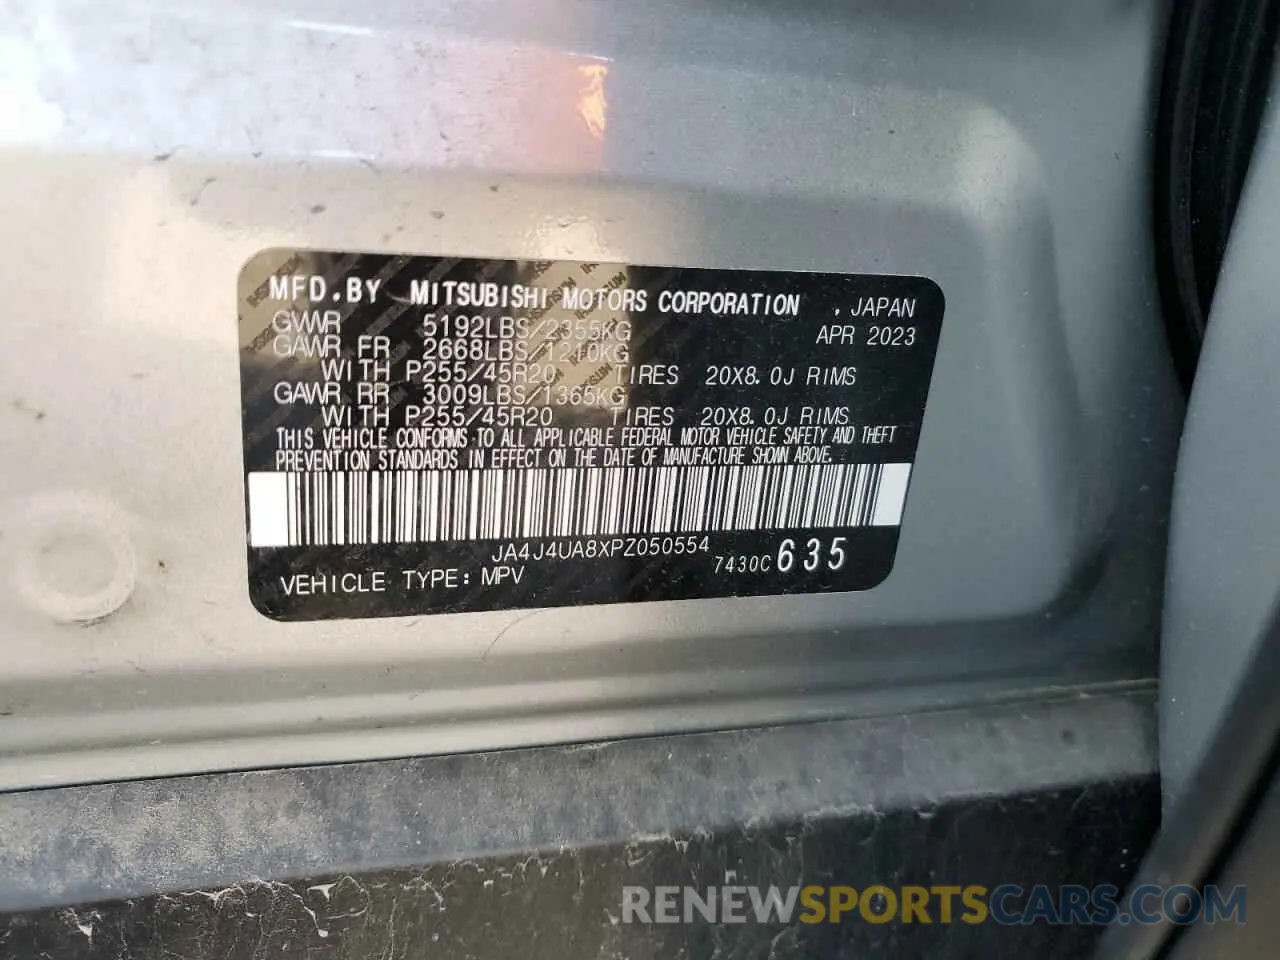 MFD.BY MITSUBISHI MOTORS CORPORATION , JAPAN
GVWR 5192LBS/2355KG APR 2023
GAWR FR 2668LBS/1210KG
WITH P255/45R20 TIRES 20X8.0J RIMS
GAWR RR 3009LBS/1365KG
WITH P255/45R20 TIRES 20X8.0J RIMS
THIS VEHICLE CONFORMS TO ALL APPLICABLE FEDERAL MOTOR VEHICLE SAFETY AND THEFT
PREVENTION STANDARDS IN EFFECT ON THE DATE OF MANUFACTURE SHOWN ABOVE.
JA4J4UA8XPZ050554
7430C 635
VEHICLE TYPE: MPV
RENEWSPORTSCARS.COM